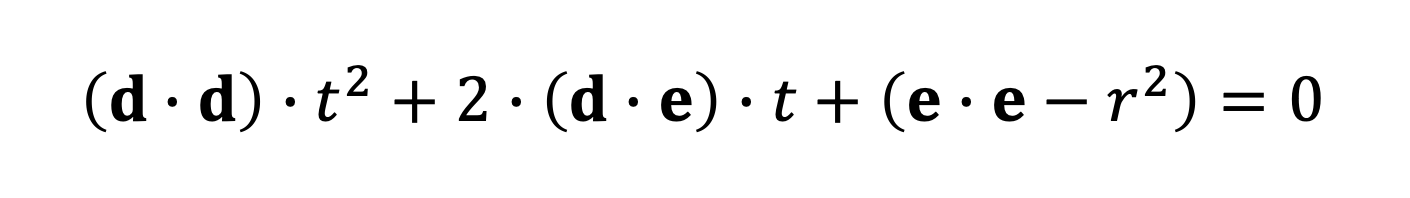 (𝐝 · 𝐝) · 𝑡² + 2 · (𝐝 · 𝐞) · 𝑡 + (𝐞 · 𝐞 − 𝑟²) = 0